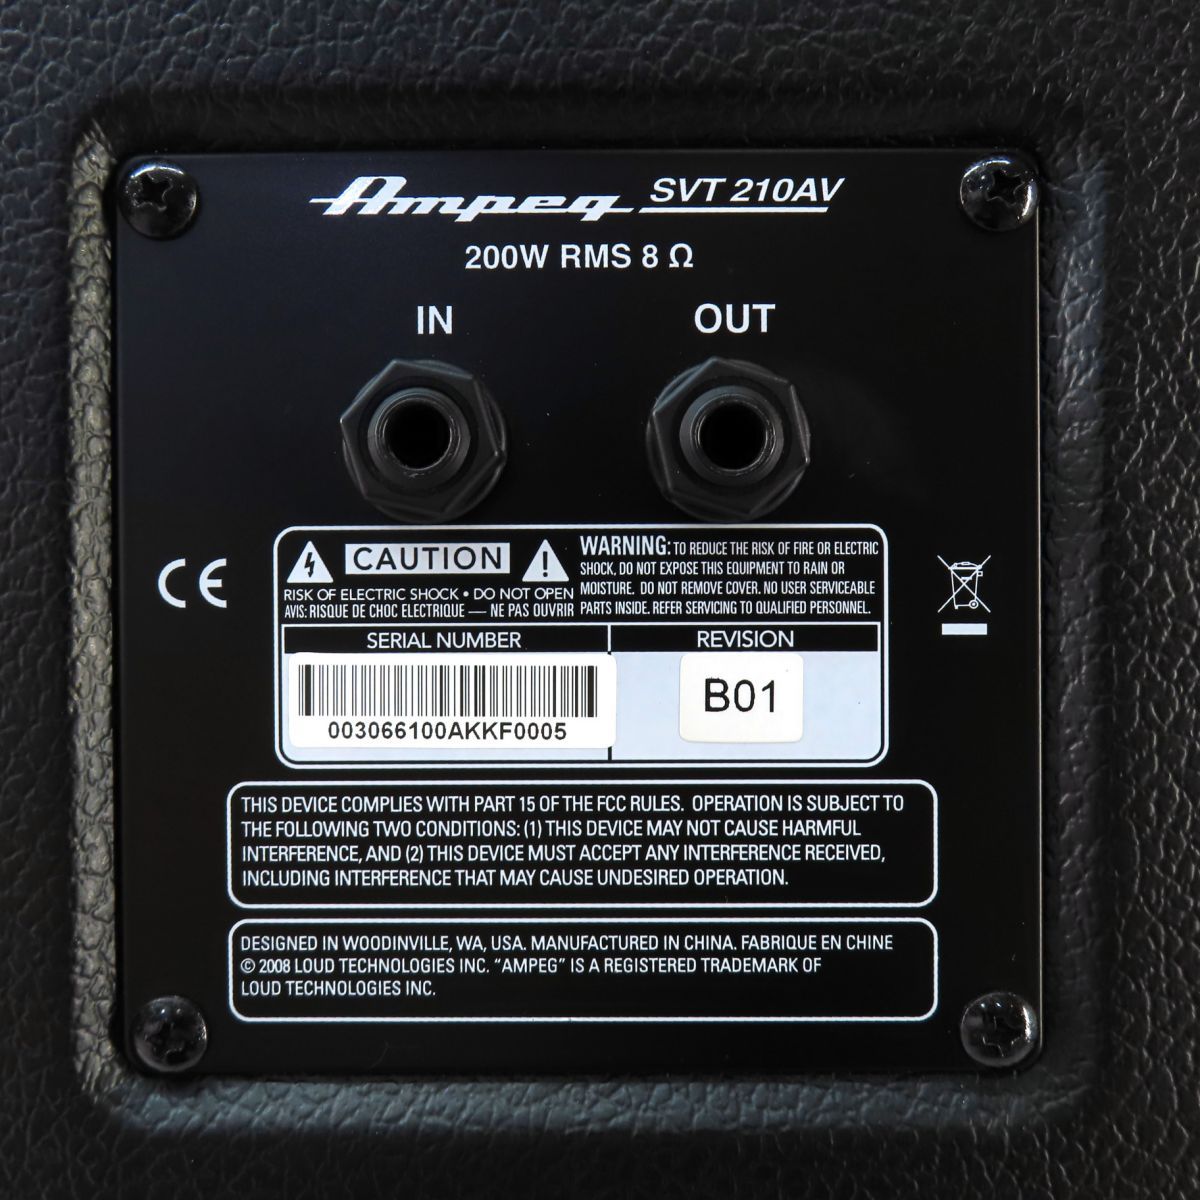 Ampeg SVT 210AV
200W RMS 8 Ω
IN OUT
CAUTION
RISK OF ELECTRIC SHOCK • DO NOT OPEN
AVIS: RISQUE DE CHOC ELECTRIQUE — NE PAS OUVRIR
WARNING: TO REDUCE THE RISK OF FIRE OR ELECTRIC
SHOCK, DO NOT EXPOSE THIS EQUIPMENT TO RAIN OR
MOISTURE. DO NOT REMOVE COVER. NO USER SERVICEABLE
PARTS INSIDE. REFER SERVICING TO QUALIFIED PERSONNEL.
CE
SERIAL NUMBER REVISION
003066100AKKF0005 B01
THIS DEVICE COMPLIES WITH PART 15 OF THE FCC RULES. OPERATION IS SUBJECT TO
THE FOLLOWING TWO CONDITIONS: (1) THIS DEVICE MAY NOT CAUSE HARMFUL
INTERFERENCE, AND (2) THIS DEVICE MUST ACCEPT ANY INTERFERENCE RECEIVED,
INCLUDING INTERFERENCE THAT MAY CAUSE UNDESIRED OPERATION.
DESIGNED IN WOODINVILLE, WA, USA. MANUFACTURED IN CHINA. FABRIQUE EN CHINE
© 2008 LOUD TECHNOLOGIES INC. “AMPEG” IS A REGISTERED TRADEMARK OF
LOUD TECHNOLOGIES INC.